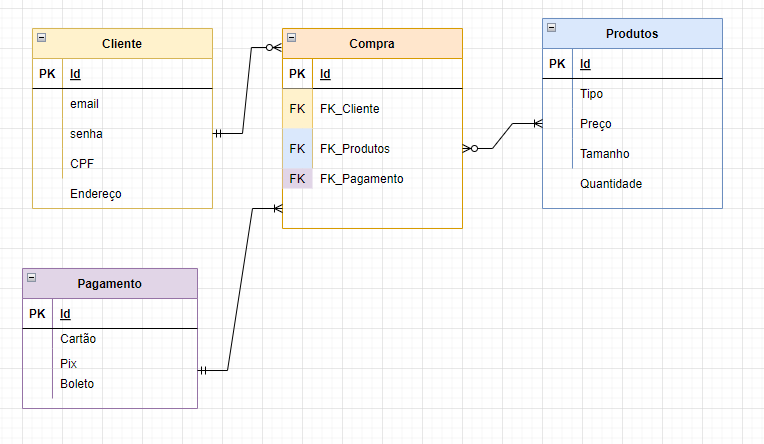 Cliente
PK Id
email
senha
CPF
Endereço
Compra
PK Id
FK FK_Cliente
FK FK_Produtos
FK FK_Pagamento
Produtos
PK Id
Tipo
Preço
Tamanho
Quantidade
Pagamento
PK Id
Cartão
Pix
Boleto